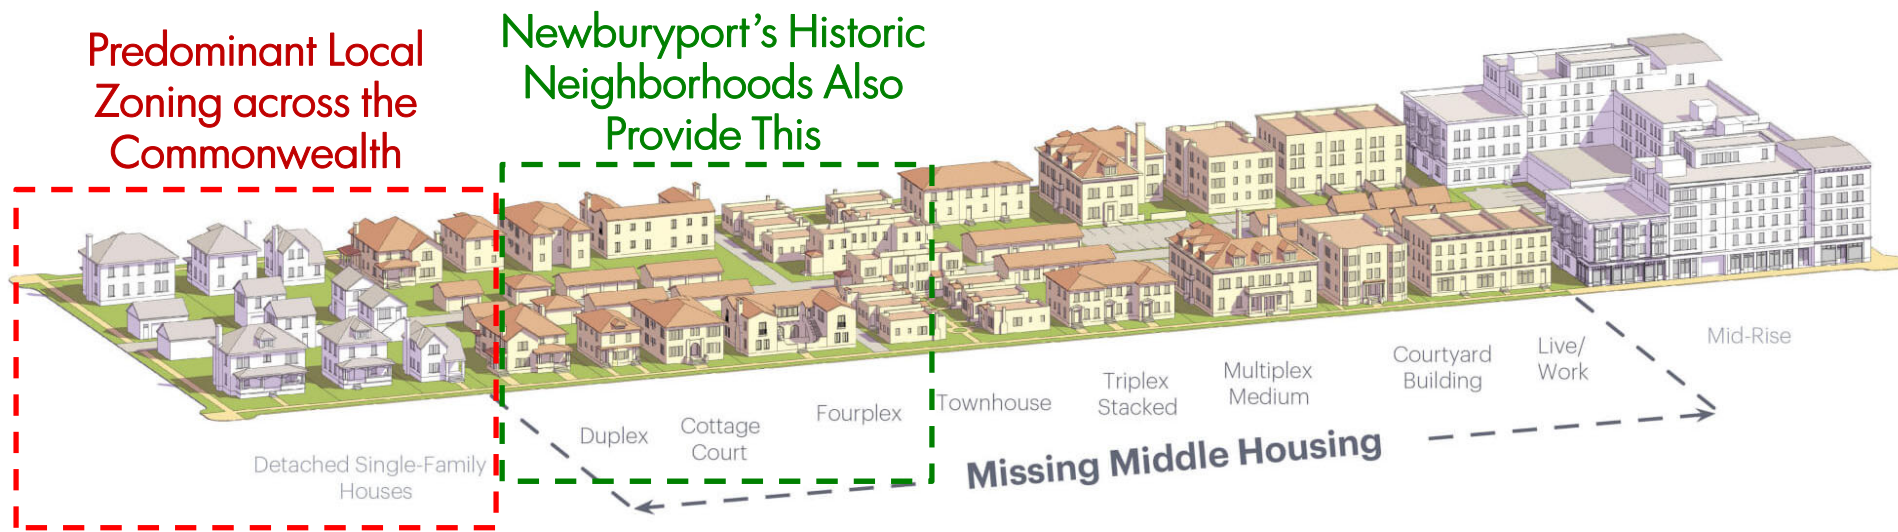 Predominant Local
Zoning across the
Commonwealth
Newburyport's Historic
Neighborhoods Also
Provide This
Detached Single-Family
Houses
Duplex
Cottage
Court
Fourplex
Townhouse
Triplex
Stacked
Multiplex
Medium
Courtyard
Building
Live/
Work
Mid-Rise
Missing Middle Housing